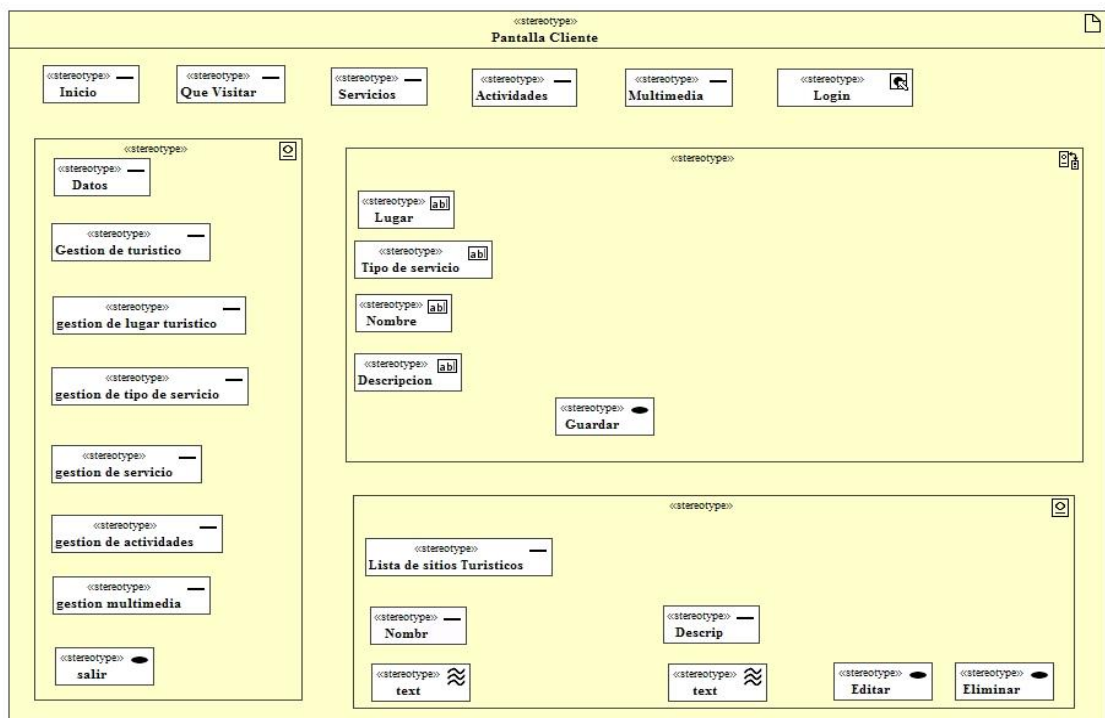 «stereotype»
Pantalla Cliente
«stereotype»
Inicio
«stereotype»
Que Visitar
«stereotype»
Servicios
«stereotype»
Actividades
«stereotype»
Multimedia
«stereotype»
Login
«stereotype»
«stereotype»
Datos
«stereotype»
Gestion de turistico
«stereotype»
gestion de lugar turistico
«stereotype»
gestion de tipo de servicio
«stereotype»
gestion de servicio
«stereotype»
gestion de actividades
«stereotype»
gestion multimedia
«stereotype»
salir
«stereotype»
«stereotype» abl
Lugar
«stereotype» abl
Tipo de servicio
«stereotype» abl
Nombre
«stereotype» abl
Descripcion
«stereotype»
Guardar
«stereotype»
«stereotype»
Lista de sitios Turisticos
«stereotype»
Nombr
«stereotype»
Descrip
«stereotype»
text
«stereotype»
text
«stereotype»
Editar
«stereotype»
Eliminar